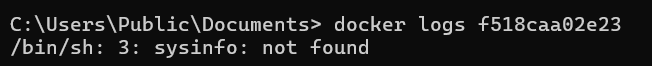 C:\Users\Public\Documents> docker logs f518caa02e23
/bin/sh: 3: sysinfo: not found